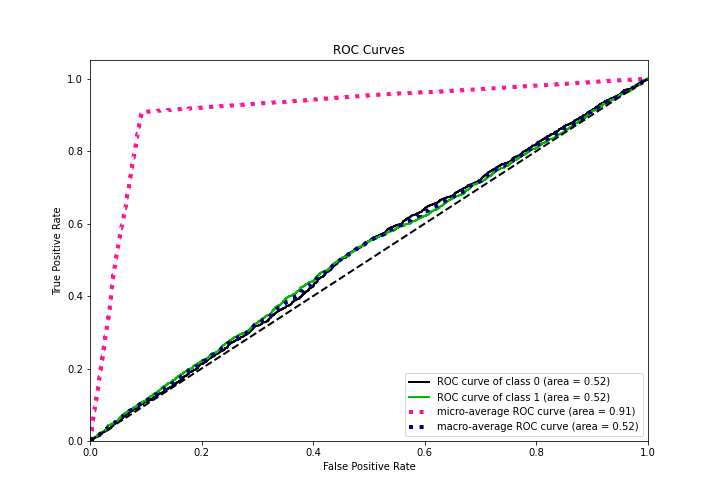 ROC Curves
True Positive Rate
1.0
0.8
0.6
0.4
0.2
0.0
ROC curve of class 0 (area = 0.52)
ROC curve of class 1 (area = 0.52)
micro-average ROC curve (area = 0.91)
macro-average ROC curve (area = 0.52)
0.0 0.2 0.4 0.6 0.8 1.0
False Positive Rate